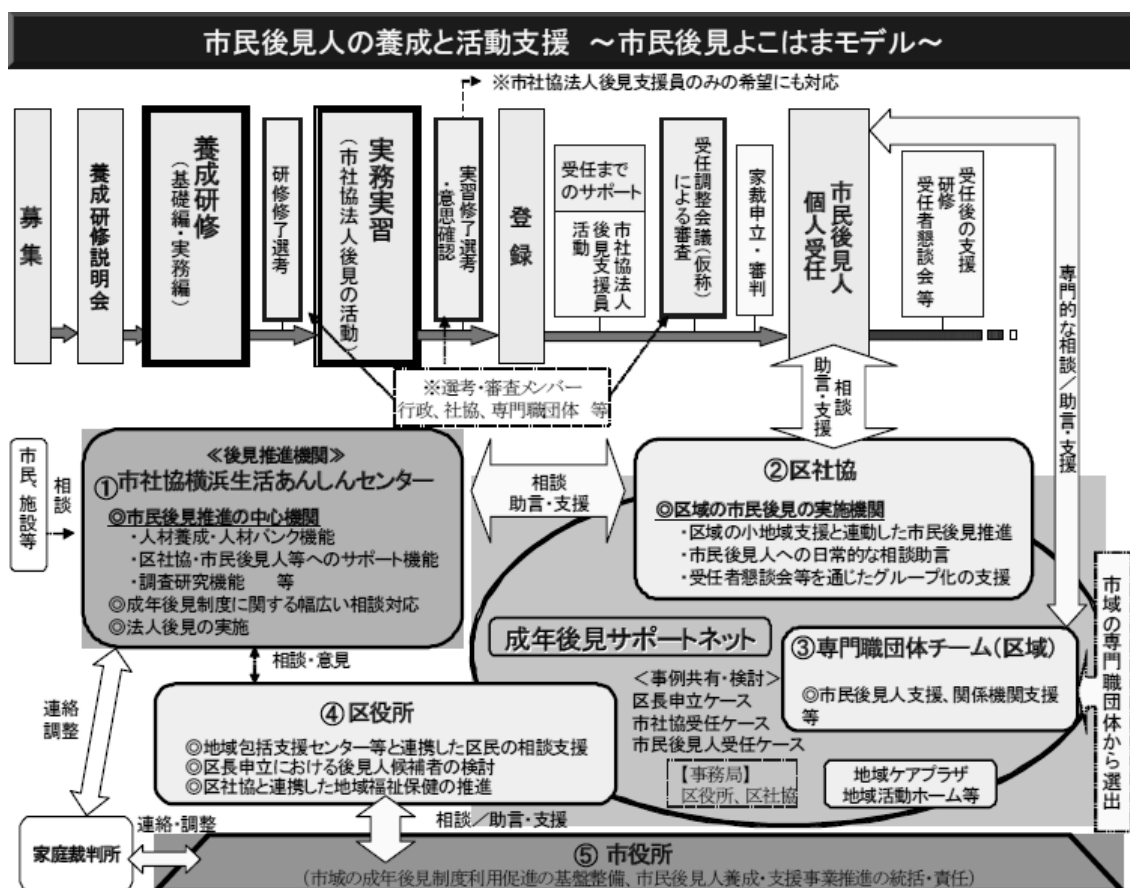 市民後見人の養成と活動支援 ～市民後見よこはまモデル～
※市社協法人後見支援員のみの希望にも対応
募集
養成研修説明会
養成研修
(基礎編・実務編)
研修修了選考
実務実習
(市社協法人後見の活動)
実習修了選考
・意思確認
登録
受任まで
のサポート
市社協法人
後見支援員
活動
受任調整会議(仮称)
による審査
家裁申立・審判
市民後見人
個人受任
受任後の支援
研修
受任者懇談会 等
専門的な相談／助言・支援
※選考・審査メンバー
行政、社協、専門職団体 等
相談
助言・支援
市民、施設等
相談
≪後見推進機関≫
①市社協横浜生活あんしんセンター
◎市民後見推進の中心機関
・人材養成・人材バンク機能
・区社協・市民後見人等へのサポート機能
・調査研究機能 等
◎成年後見制度に関する幅広い相談対応
◎法人後見の実施
相談
助言・支援
②区社協
◎区域の市民後見の実施機関
・区域の小地域支援と連動した市民後見推進
・市民後見人への日常的な相談助言
・受任者懇談会等を通じたグループ化の支援
成年後見サポートネット
＜事例共有・検討＞
区長申立ケース
市社協受任ケース
市民後見人受任ケース
【事務局】
区役所、区社協
③専門職団体チーム(区域)
◎市民後見人支援、関係機関支援
等
地域ケアプラザ
地域活動ホーム等
市域の専門職団体から選出
相談・意見
④区役所
◎地域包括支援センター等と連携した区民の相談支援
◎区長申立における後見人候補者の検討
◎区社協と連携した地域福祉保健の推進
連絡
調整
相談／助言・支援
連絡・調整
家庭裁判所
⑤市役所
(市域の成年後見制度利用促進の基盤整備、市民後見人養成・支援事業推進の統括・責任)